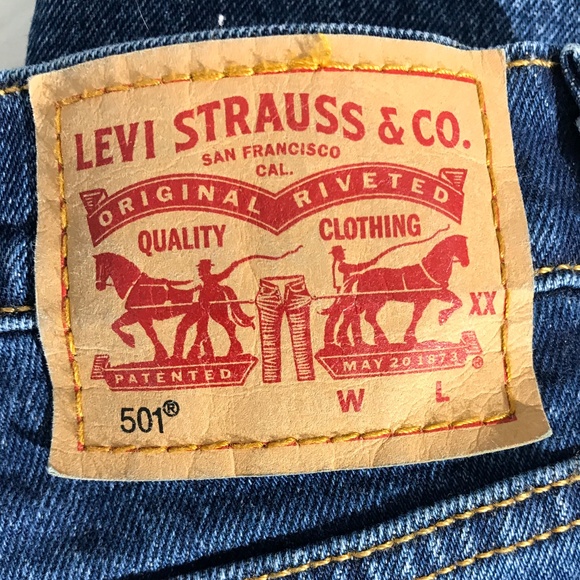 LEVI STRAUSS & CO.
SAN FRANCISCO
CAL.
ORIGINAL RIVETED
QUALITY CLOTHING
XX
PATENTED MAY 20 1873
®
501®
W L